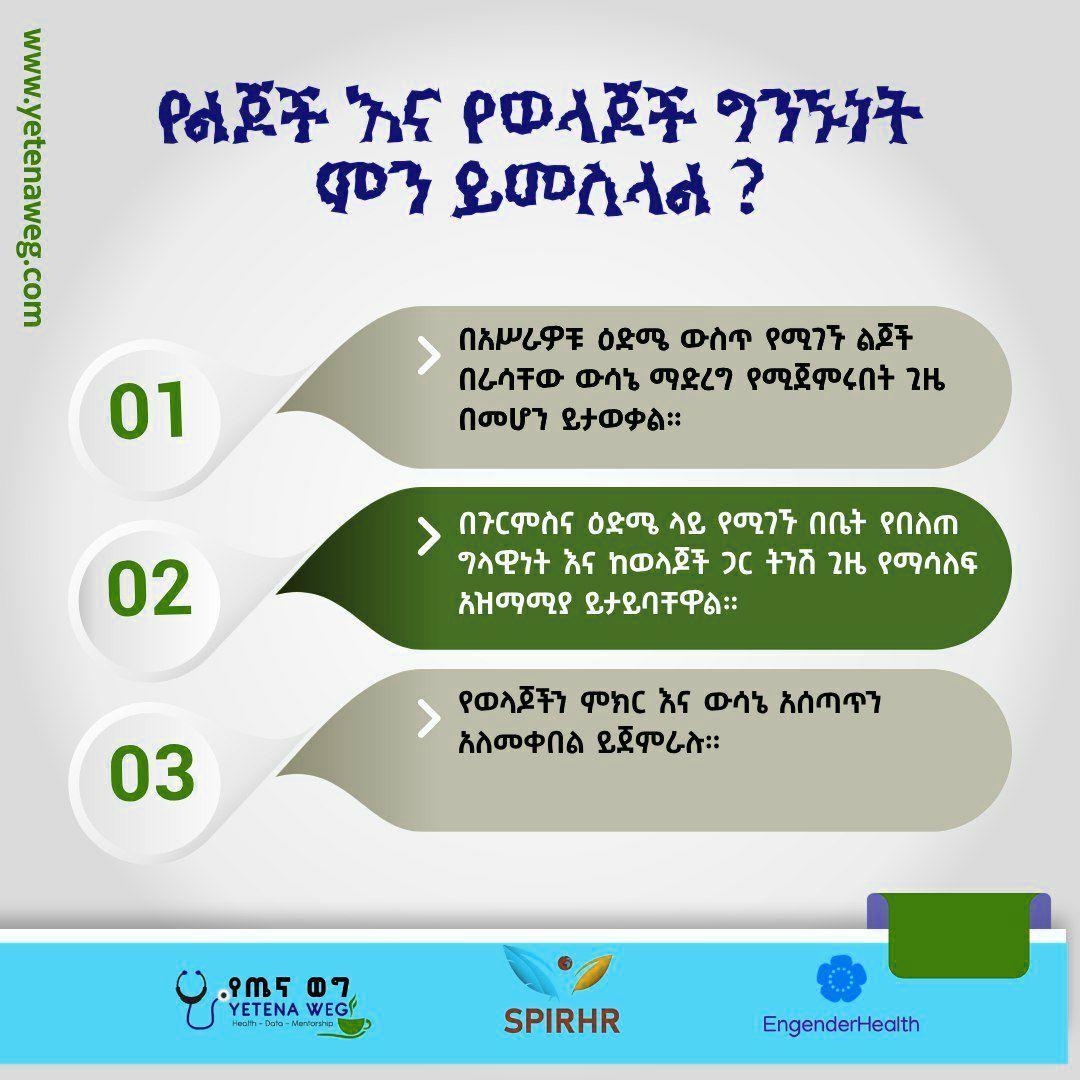 www.yetenaweg.com
የልጆች እና የወላጆች ግንኙነት
ምን ይመስላል ?
01
በአሥራዎቹ ዕድሜ ውስጥ የሚገኙ ልጆች
በራሳቸው ውሳኔ ማድረግ የሚጀምሩበት ጊዜ
በመሆን ይታወቃል።
02
በጉርምስና ዕድሜ ላይ የሚገኙ በቤት የበለጠ
ግላዊነት እና ከወላጆች ጋር ትንሽ ጊዜ የማሳለፍ
አዝማሚያ ይታይባቸዋል።
03
የወላጆችን ምክር እና ውሳኔ አሰጣጥን
አለመቀበል ይጀምራሉ።
የጤና ወግ
YETENA WEG
Health - Data - Mentorship
SPIRHR
EngenderHealth